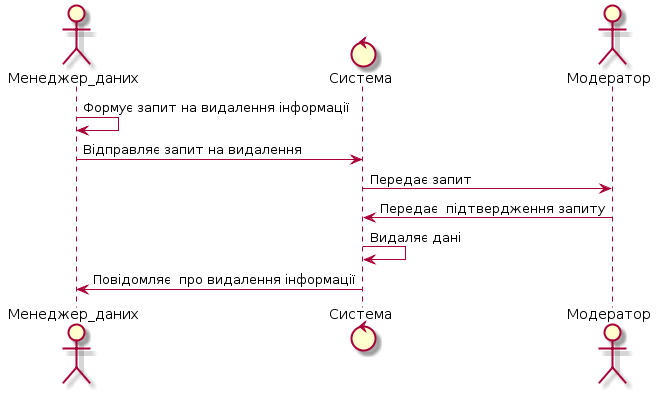 Менеджер_даних
Система
Модератор
Формує запит на видалення інформації
Відправляє запит на видалення
Передає запит
Передає  підтвердження запиту
Видаляє дані
Повідомляє  про видалення інформації
Менеджер_даних
Система
Модератор